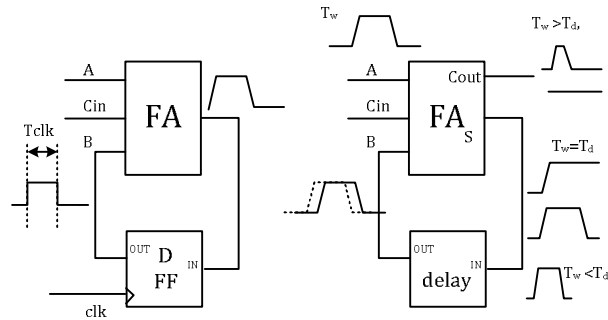 A
Cin
B
FA
Tclk
OUT
D
FF
IN
clk
Tw
Tw >Td,
A
Cin
B
Cout
FA
S
Tw=Td
OUT
IN
delay
Tw <Td